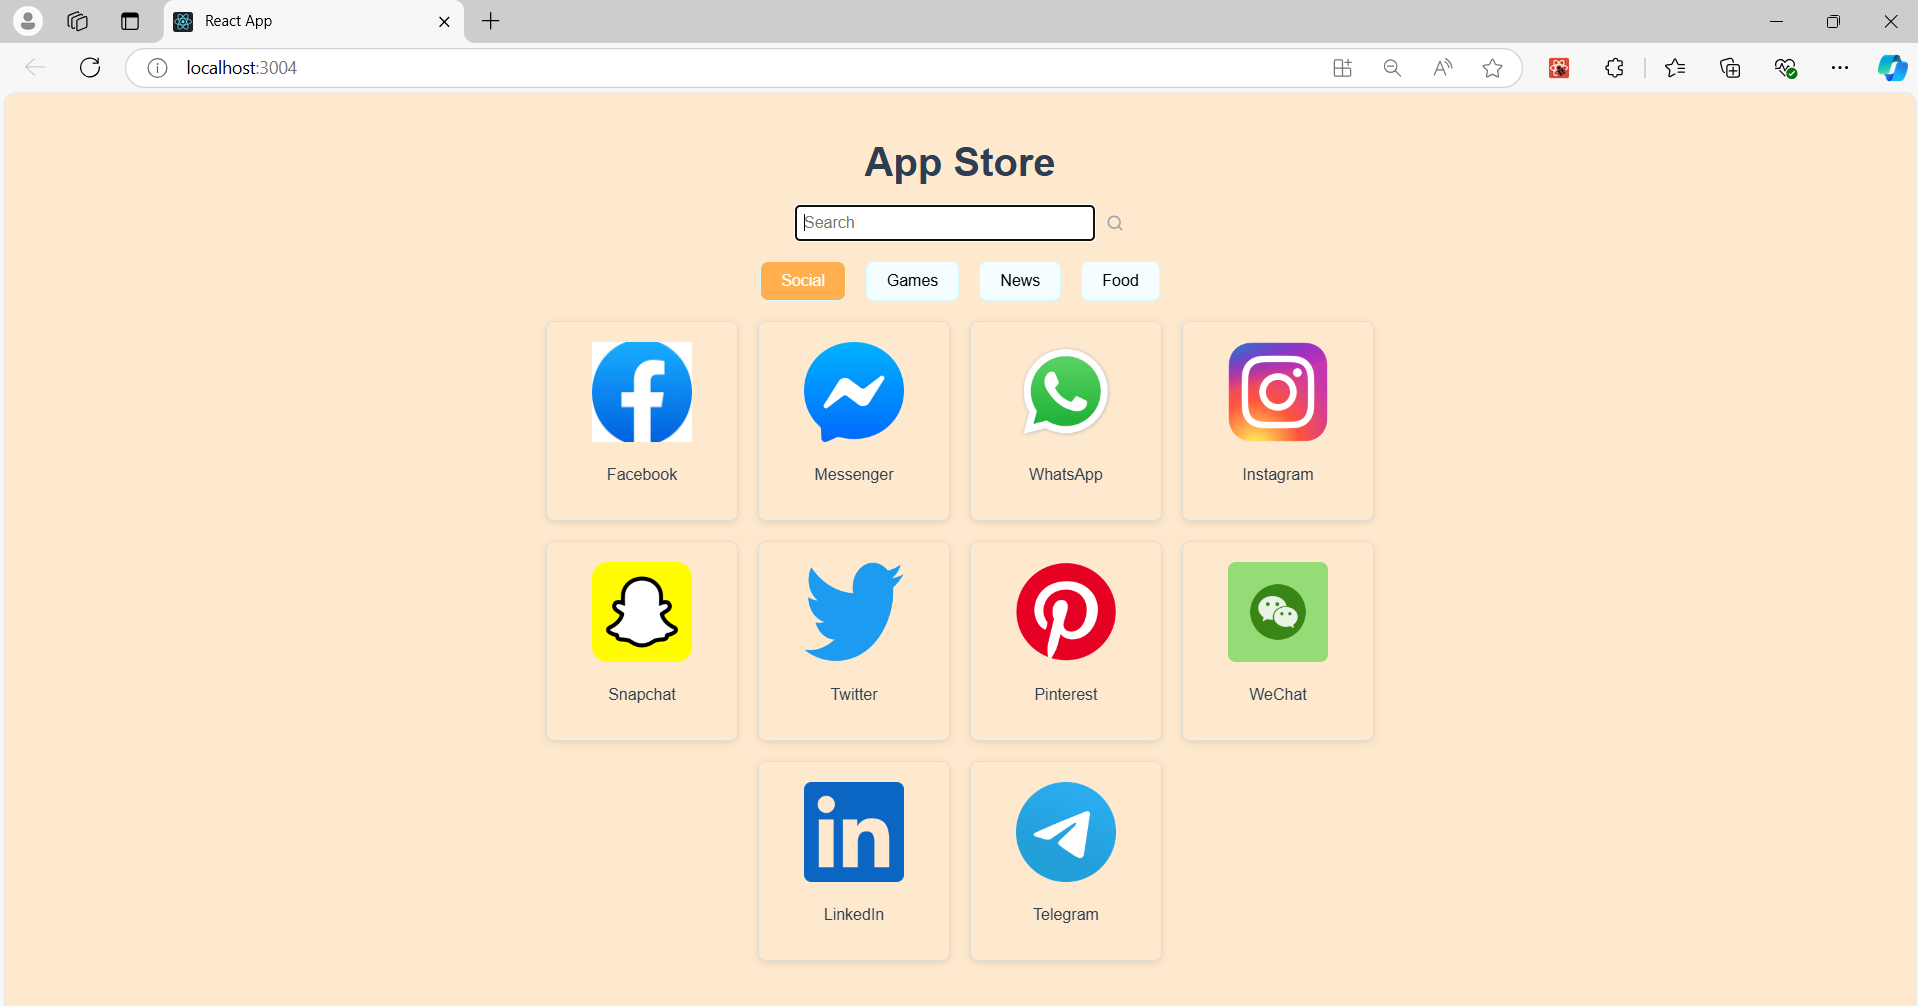 React App
localhost:3004
App Store
Search
Social Games News Food
Facebook Messenger WhatsApp Instagram
Snapchat Twitter Pinterest WeChat
in
LinkedIn Telegram